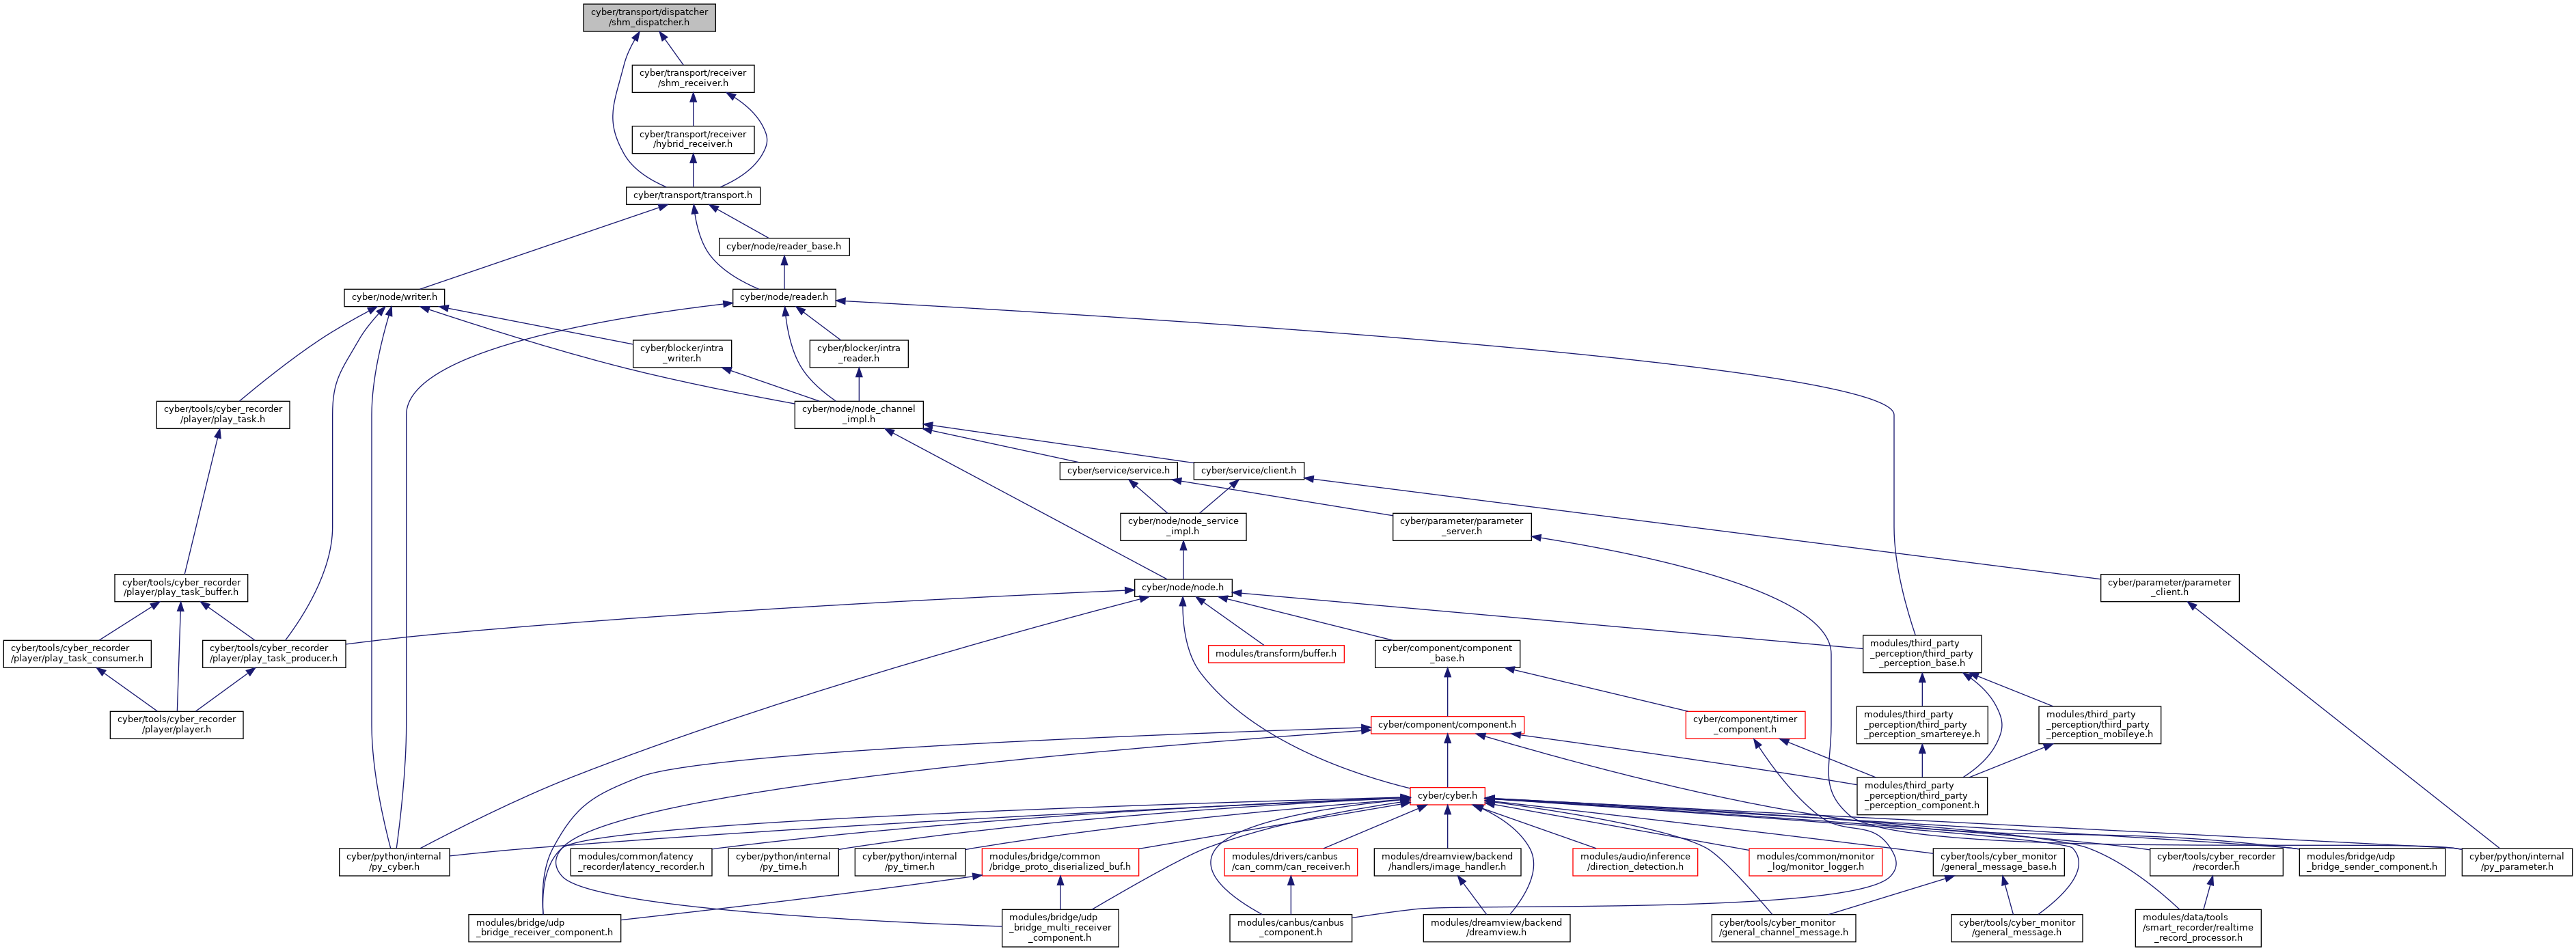 cyber/transport/dispatcher
/shm_dispatcher.h
cyber/transport/receiver
/shm_receiver.h
cyber/transport/receiver
/hybrid_receiver.h
cyber/transport/transport.h
cyber/node/reader_base.h
cyber/node/writer.h
cyber/node/reader.h
cyber/blocker/intra
_writer.h
cyber/blocker/intra
_reader.h
cyber/tools/cyber_recorder
/player/play_task.h
cyber/node/node_channel
_impl.h
cyber/service/service.h
cyber/service/client.h
cyber/node/node_service
_impl.h
cyber/parameter/parameter
_server.h
cyber/tools/cyber_recorder
/player/play_task_buffer.h
cyber/node/node.h
cyber/parameter/parameter
_client.h
cyber/tools/cyber_recorder
/player/play_task_consumer.h
cyber/tools/cyber_recorder
/player/play_task_producer.h
modules/transform/buffer.h
cyber/component/component
_base.h
modules/third_party
_perception/third_party
_perception_base.h
cyber/tools/cyber_recorder
/player/player.h
cyber/component/component.h
cyber/component/timer
_component.h
modules/third_party
_perception/third_party
_perception_smartereye.h
modules/third_party
_perception/third_party
_perception_mobileye.h
cyber/cyber.h
modules/third_party
_perception/third_party
_perception_component.h
cyber/python/internal
/py_cyber.h
modules/common/latency
_recorder/latency_recorder.h
cyber/python/internal
/py_time.h
cyber/python/internal
/py_timer.h
modules/bridge/common
/bridge_proto_diserialized_buf.h
modules/drivers/canbus
/can_comm/can_receiver.h
modules/dreamview/backend
/handlers/image_handler.h
modules/audio/inference
/direction_detection.h
modules/common/monitor
_log/monitor_logger.h
cyber/tools/cyber_monitor
/general_message_base.h
cyber/tools/cyber_recorder
/recorder.h
modules/bridge/udp
_bridge_sender_component.h
cyber/python/internal
/py_parameter.h
modules/bridge/udp
_bridge_receiver_component.h
modules/bridge/udp
_bridge_multi_receiver
_component.h
modules/canbus/canbus
_component.h
modules/dreamview/backend
/dreamview.h
cyber/tools/cyber_monitor
/general_channel_message.h
cyber/tools/cyber_monitor
/general_message.h
modules/data/tools
/smart_recorder/realtime
_record_processor.h